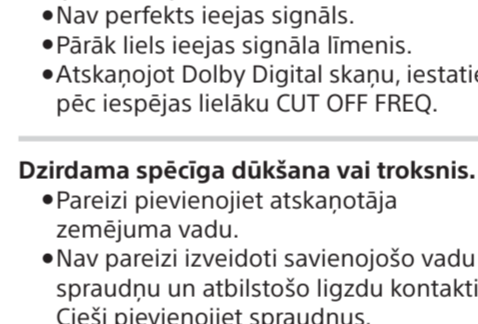 ●Nav perfekts ieejas signāls.
●Pārāk liels ieejas signāla līmenis.
●Atskaņojot Dolby Digital skaņu,
pēc iespējas lielāku CUT OFF FREQ.
Dzirdama spēcīga dūkšana vai troksnis.
●Pareizi pievienojiet atskaņotāja
zemējuma vadu.
●Nav pareizi izveidoti savienojošo vadu
spraudņu un atbilstošo ligzdu
Cieši pievienojiet spraudņus.